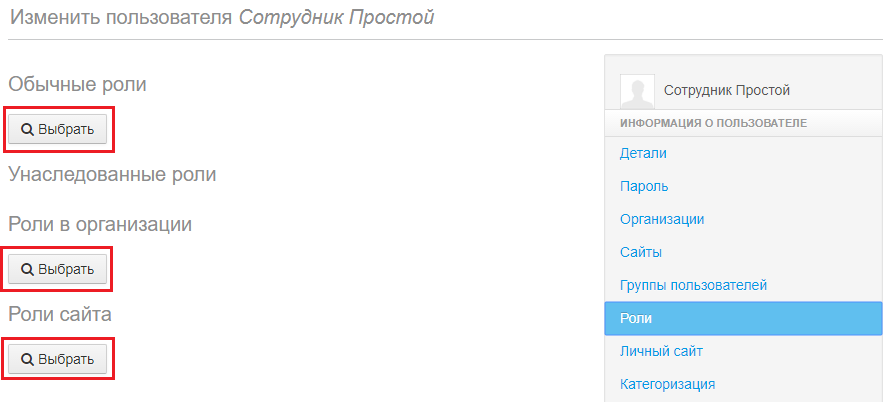 Изменить пользователя Сотрудник Простой
Обычные роли
Выбрать
Унаследованные роли
Роли в организации
Выбрать
Роли сайта
Выбрать
Сотрудник Простой
ИНФОРМАЦИЯ О ПОЛЬЗОВАТЕЛЕ
Детали
Пароль
Организации
Сайты
Группы пользователей
Роли
Личный сайт
Категоризация